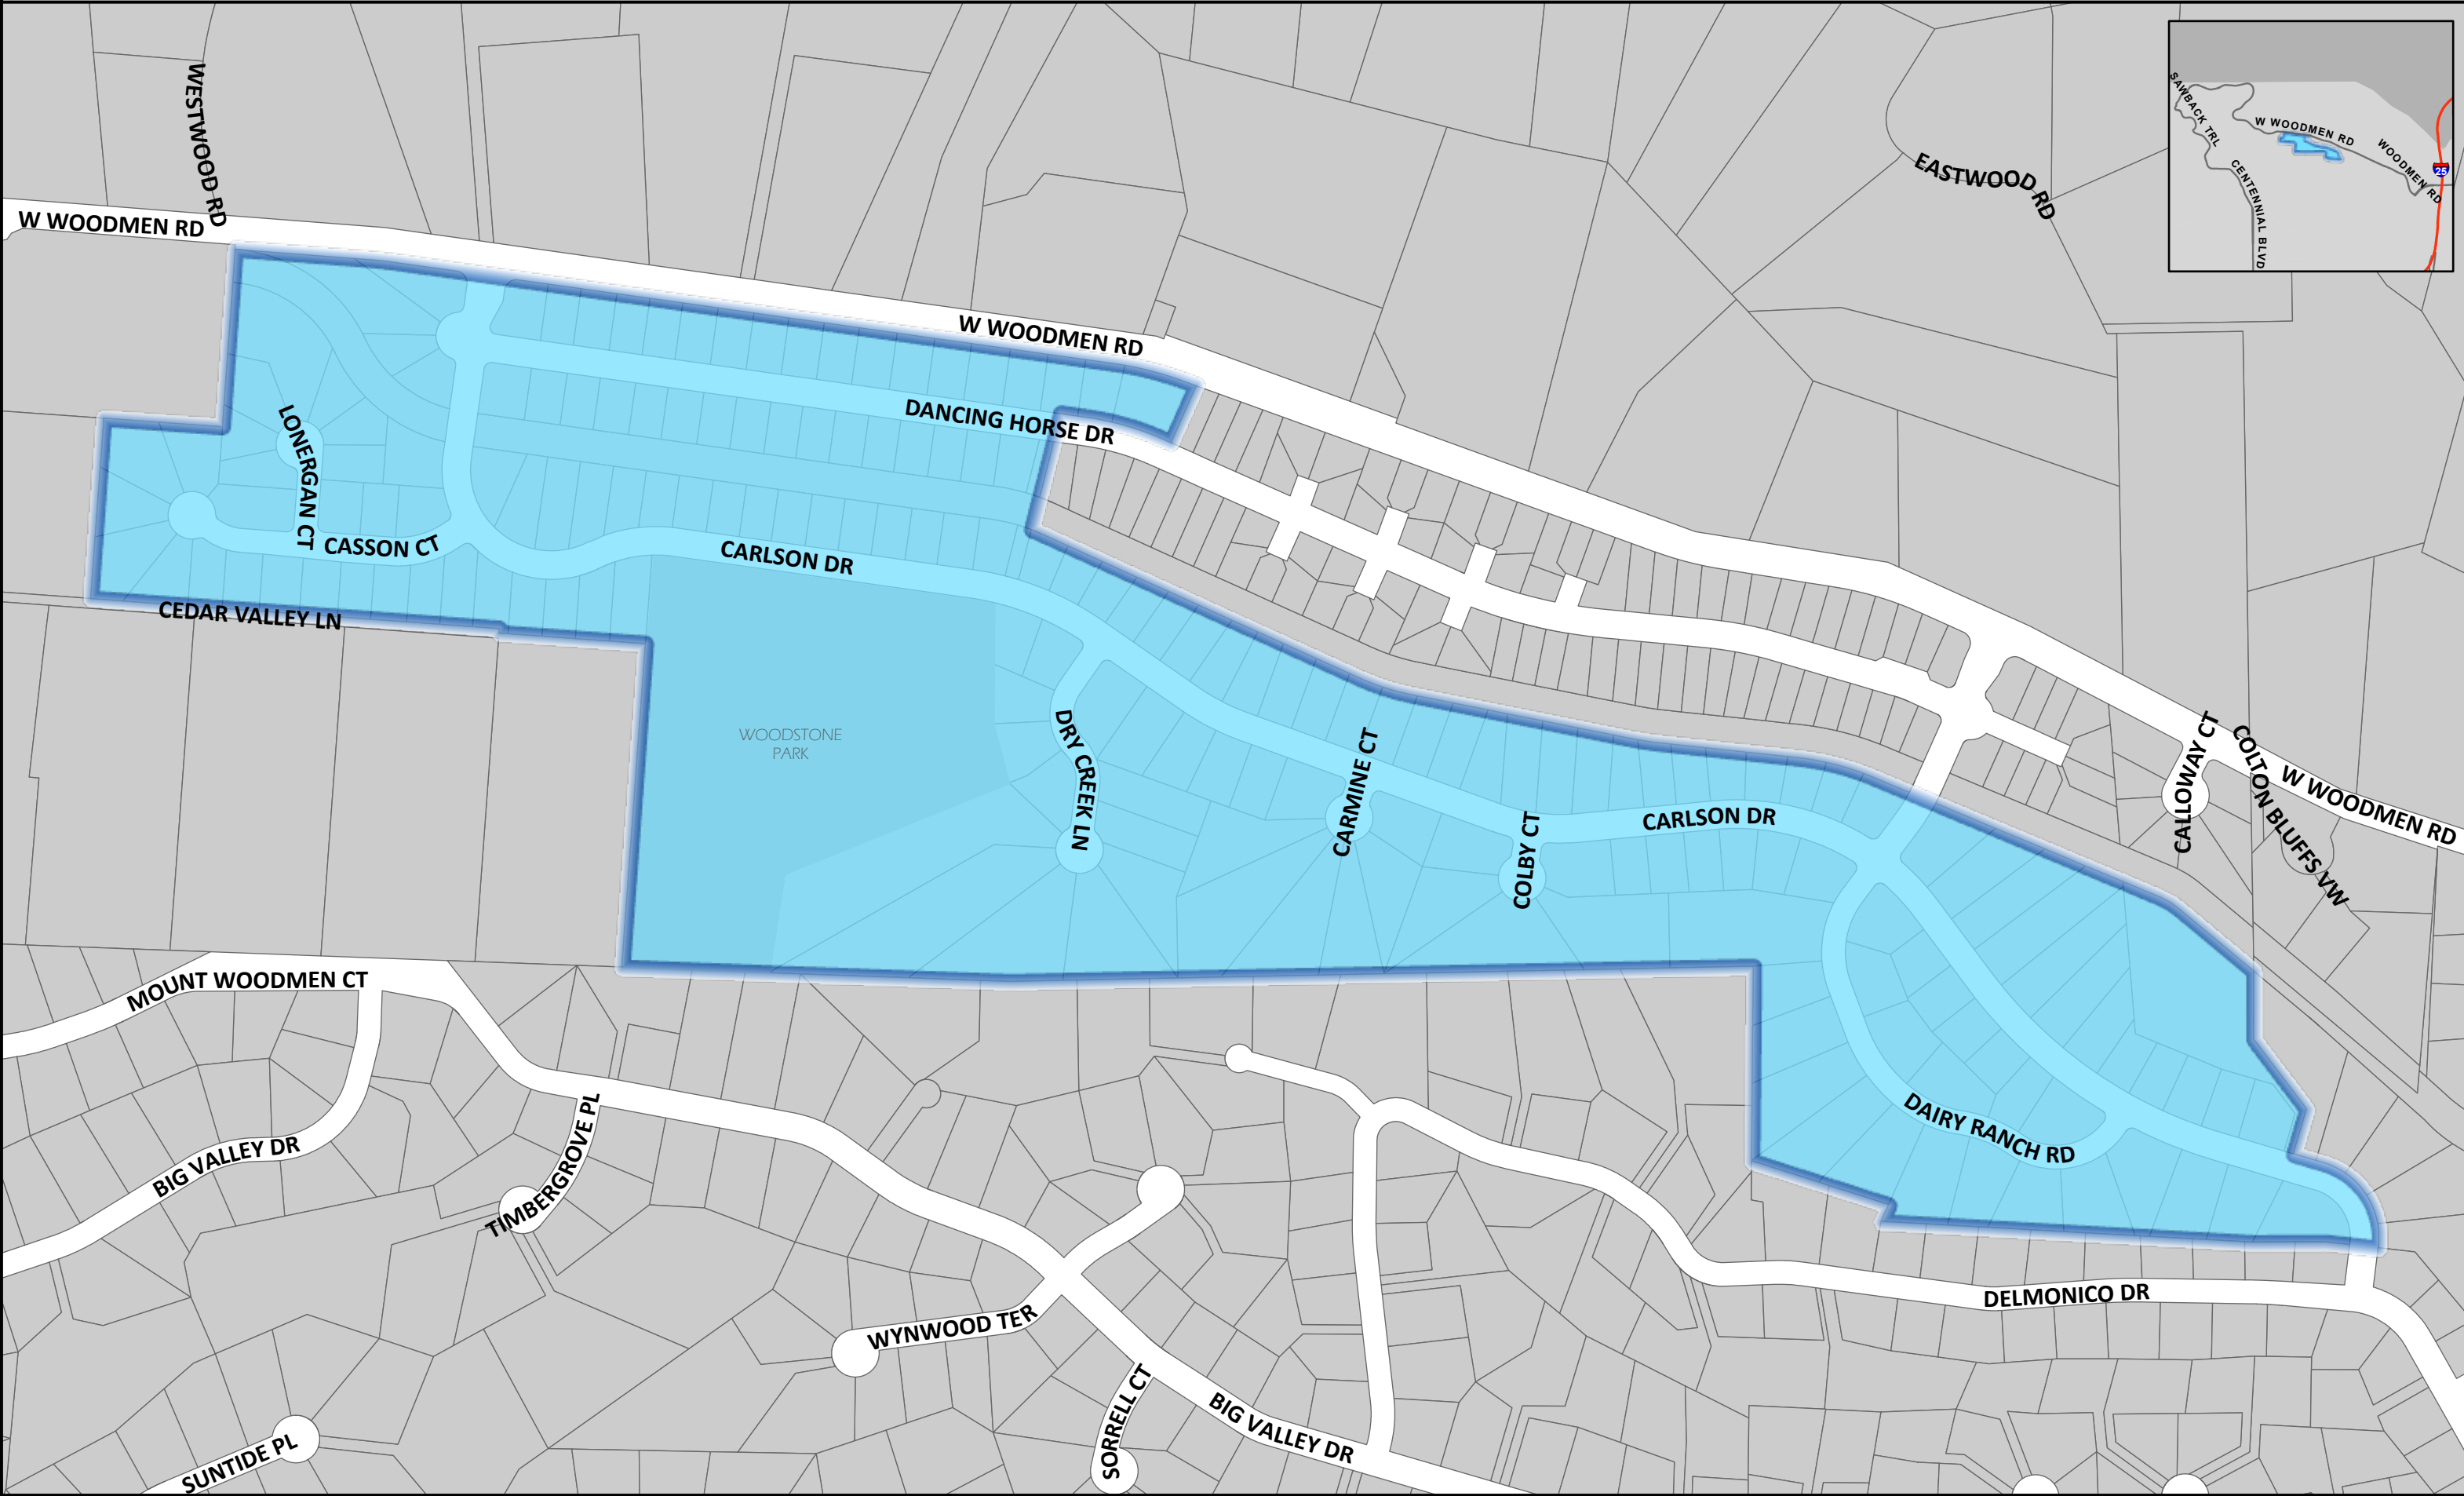 WESTWOOD RD
EASTWOOD RD
SAWBACK TRL
W WOODMEN RD
WOODMEN RD
CENTENNIAL BLVD
25
W WOODMEN RD
W WOODMEN RD
DANCING HORSE DR
LONERGAN CT
CASSON CT
CARLSON DR
CEDAR VALLEY LN
WOODSTONE
PARK
DRY CREEK LN
CARMINE CT
COLBY CT
CARLSON DR
CALLOWAY CT
COLTON BLUFFS VW
W WOODMEN RD
MOUNT WOODMEN CT
BIG VALLEY DR
TIMBERGROVE PL
DAIRY RANCH RD
DELMONICO DR
WYNWOOD TER
SORRELL CT
BIG VALLEY DR
SUNTIDE PL